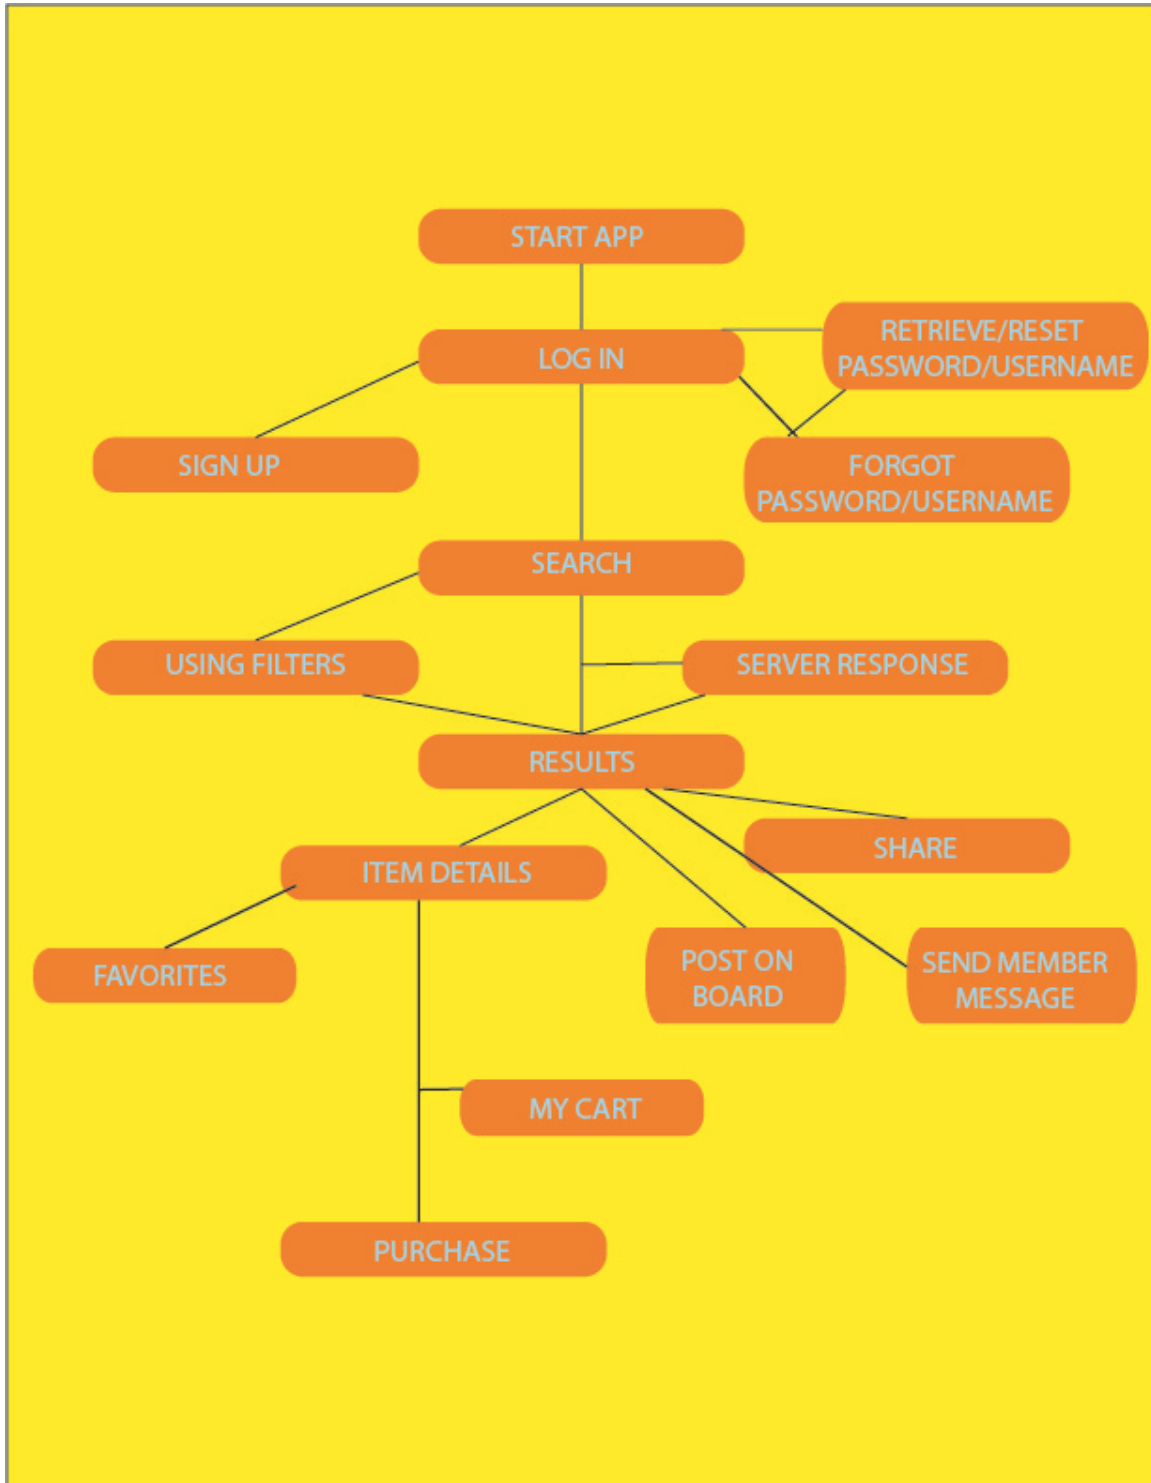 START APP
LOG IN
RETRIEVE/RESET
PASSWORD/USERNAME
SIGN UP
FORGOT
PASSWORD/USERNAME
SEARCH
USING FILTERS
SERVER RESPONSE
RESULTS
SHARE
ITEM DETAILS
FAVORITES
POST ON
BOARD
SEND MEMBER
MESSAGE
MY CART
PURCHASE